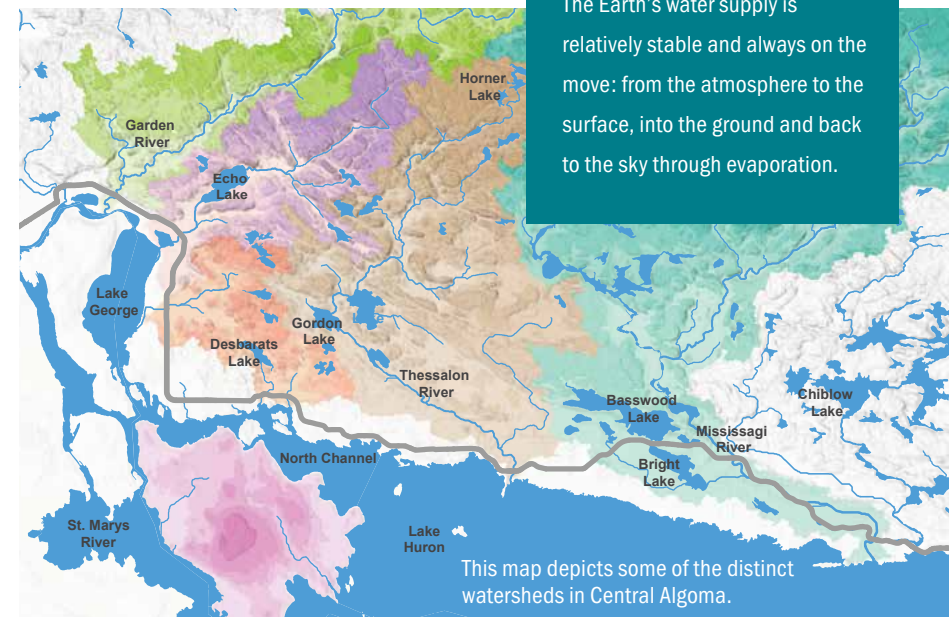 The Earth's water supply is
relatively stable and always on the
move: from the atmosphere to the
surface, into the ground and back
to the sky through evaporation.
Horner
Lake
Garden
River
Echo
Lake
Lake
George
Gordon
Lake
Lake
Desbarats
Lake
Thessalon
River
Basswood
Lake
Chiblow
Lake
Mississagi
River
North Channel
Bright
Lake
St. Marys
River
Lake
Huron
This map depicts some of the distinct
watersheds in Central Algoma.